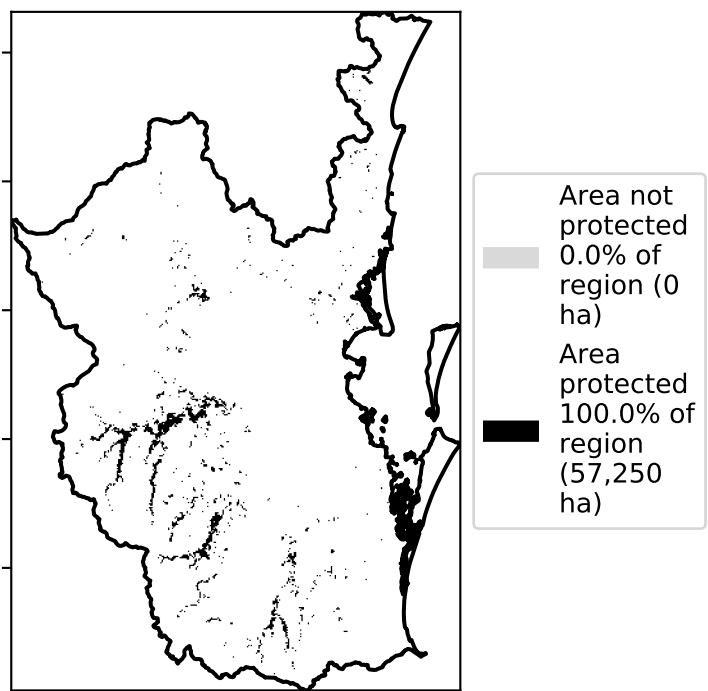 Area not
protected
0.0% of
region (0
ha)
Area
protected
100.0% of
region
(57,250
ha)